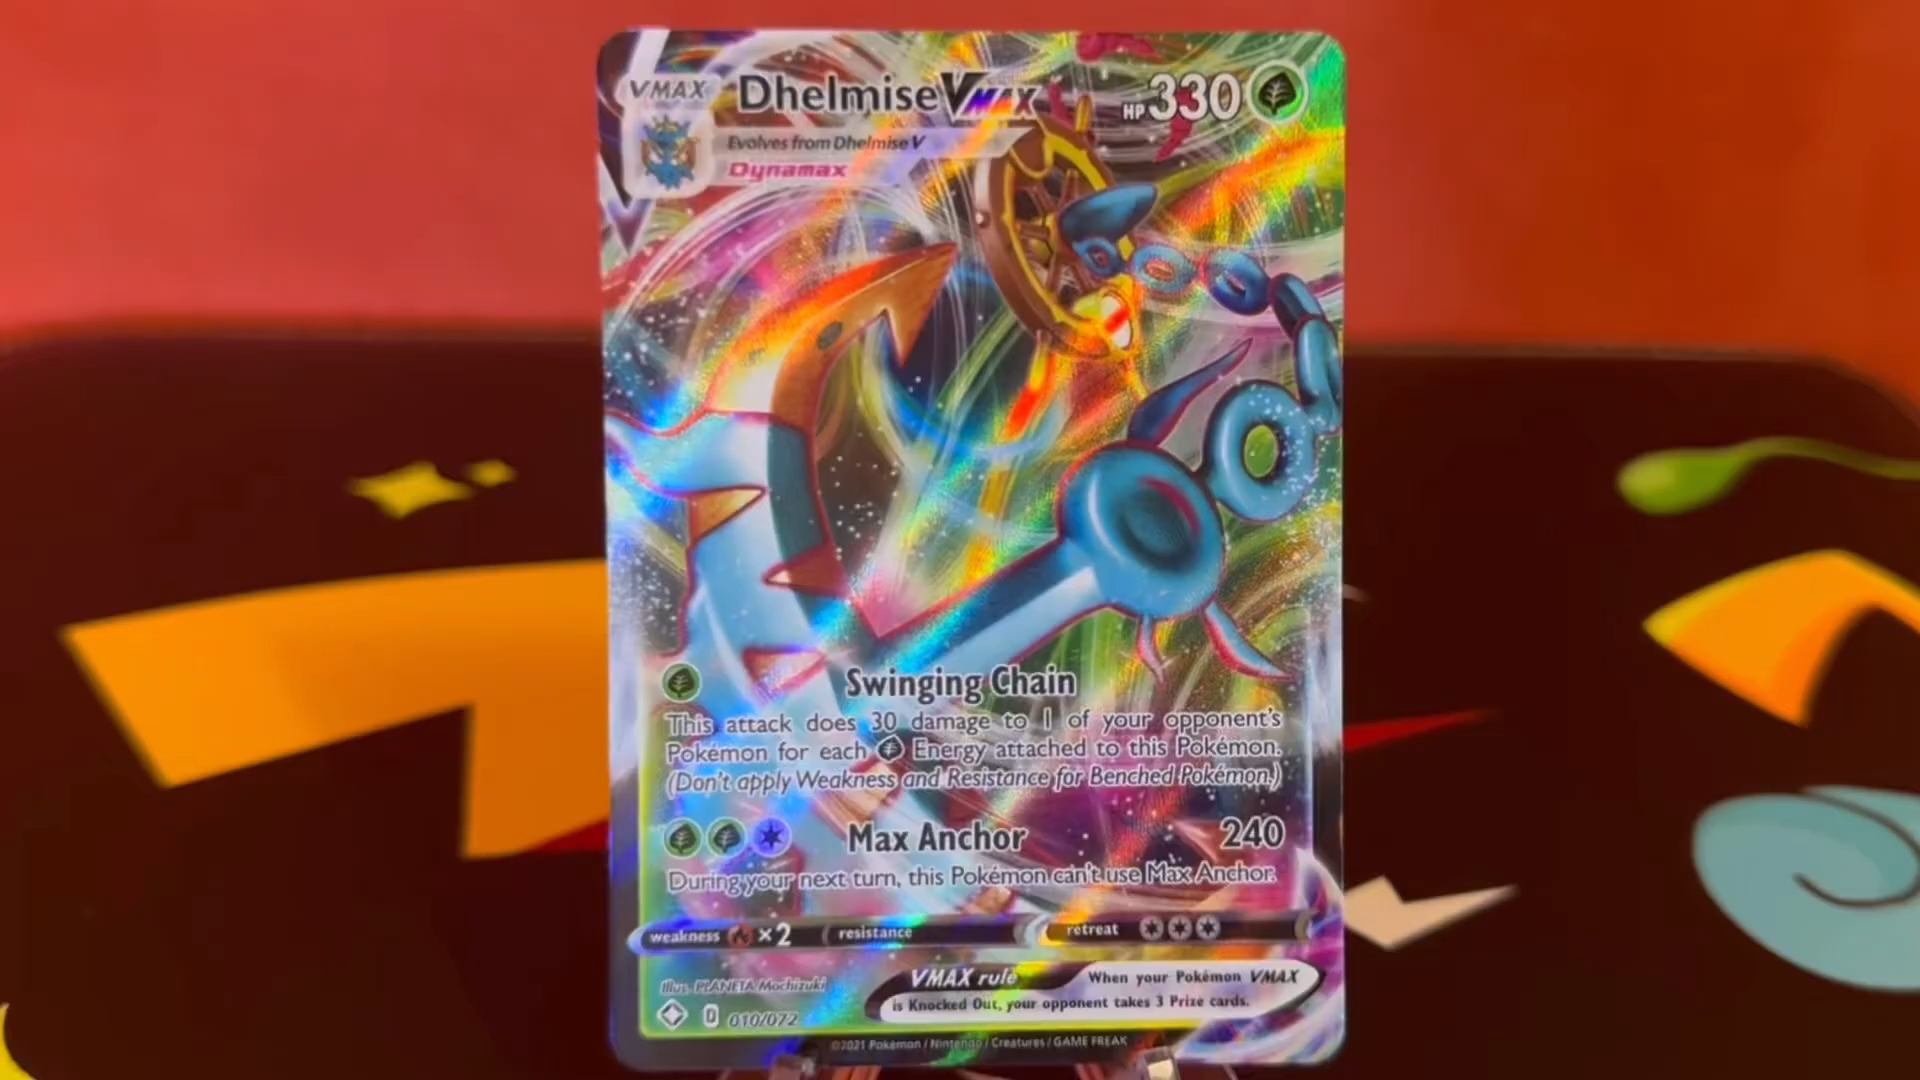 VMAX Dhelmise VMAX HP 330
Evolves from Dhelmise V
Dynamax
Swinging Chain
This attack does 30 damage to 1 of your opponent's
Pokémon for each Energy attached to this Pokémon.
(Don't apply Weakness and Resistance for Benched Pokémon.)
Max Anchor 240
During your next turn, this Pokémon can't use Max Anchor.
weakness ×2 resistance retreat
Illus. PLANETA Mochizuki
VMAX rule When your Pokémon VMAX
is Knocked Out, your opponent takes 3 Prize cards.
D 010/072
©2021 Pokémon / Nintendo / Creatures / GAME FREAK